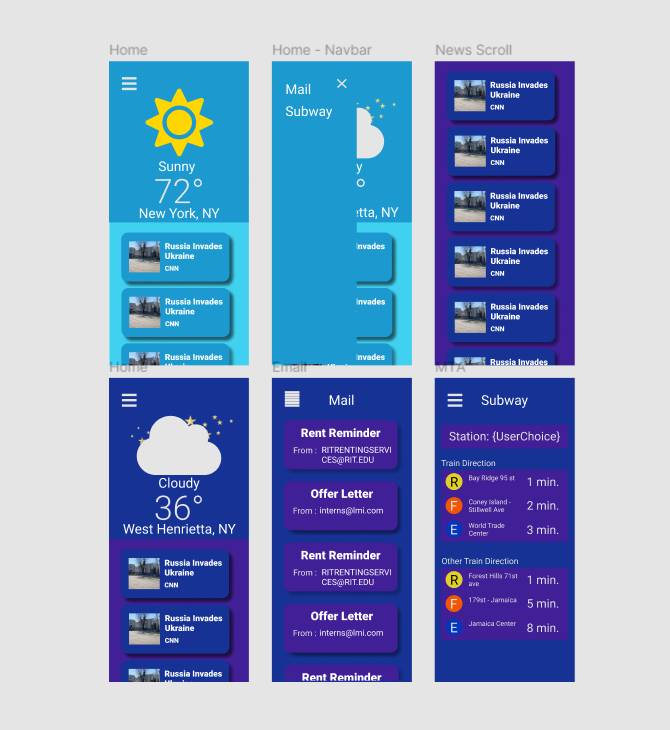 Home
Sunny
72°
New York, NY
Russia Invades
Ukraine
CNN
Russia Invades
Ukraine
CNN
Russia Invades
Home - Navbar
Mail
Subway
y
°
etta, NY
News Scroll
Russia Invades
Ukraine
CNN
Russia Invades
Ukraine
CNN
Russia Invades
Ukraine
CNN
Russia Invades
Ukraine
CNN
Russia Invades
Ukraine
CNN
Russia Invades
Home
Cloudy
36°
West Henrietta, NY
Russia Invades
Ukraine
CNN
Russia Invades
Ukraine
CNN
Russia Invades
Ukraine
Email
Mail
Rent Reminder
From : RITRENTINGSERVI
CES@RIT.EDU
Offer Letter
From : interns@lmi.com
Rent Reminder
From : RITRENTINGSERVI
CES@RIT.EDU
Offer Letter
From : interns@lmi.com
Rent Reminder
MTA
Subway
Station: {UserChoice}
Train Direction
R Bay Ridge 95 st 1 min.
F Coney Island -
Stillwell Ave 2 min.
E World Trade
Center 3 min.
Other Train Direction
R Forest Hills 71st
ave 1 min.
F 179st - Jamaica 5 min.
E Jamaica Center 8 min.